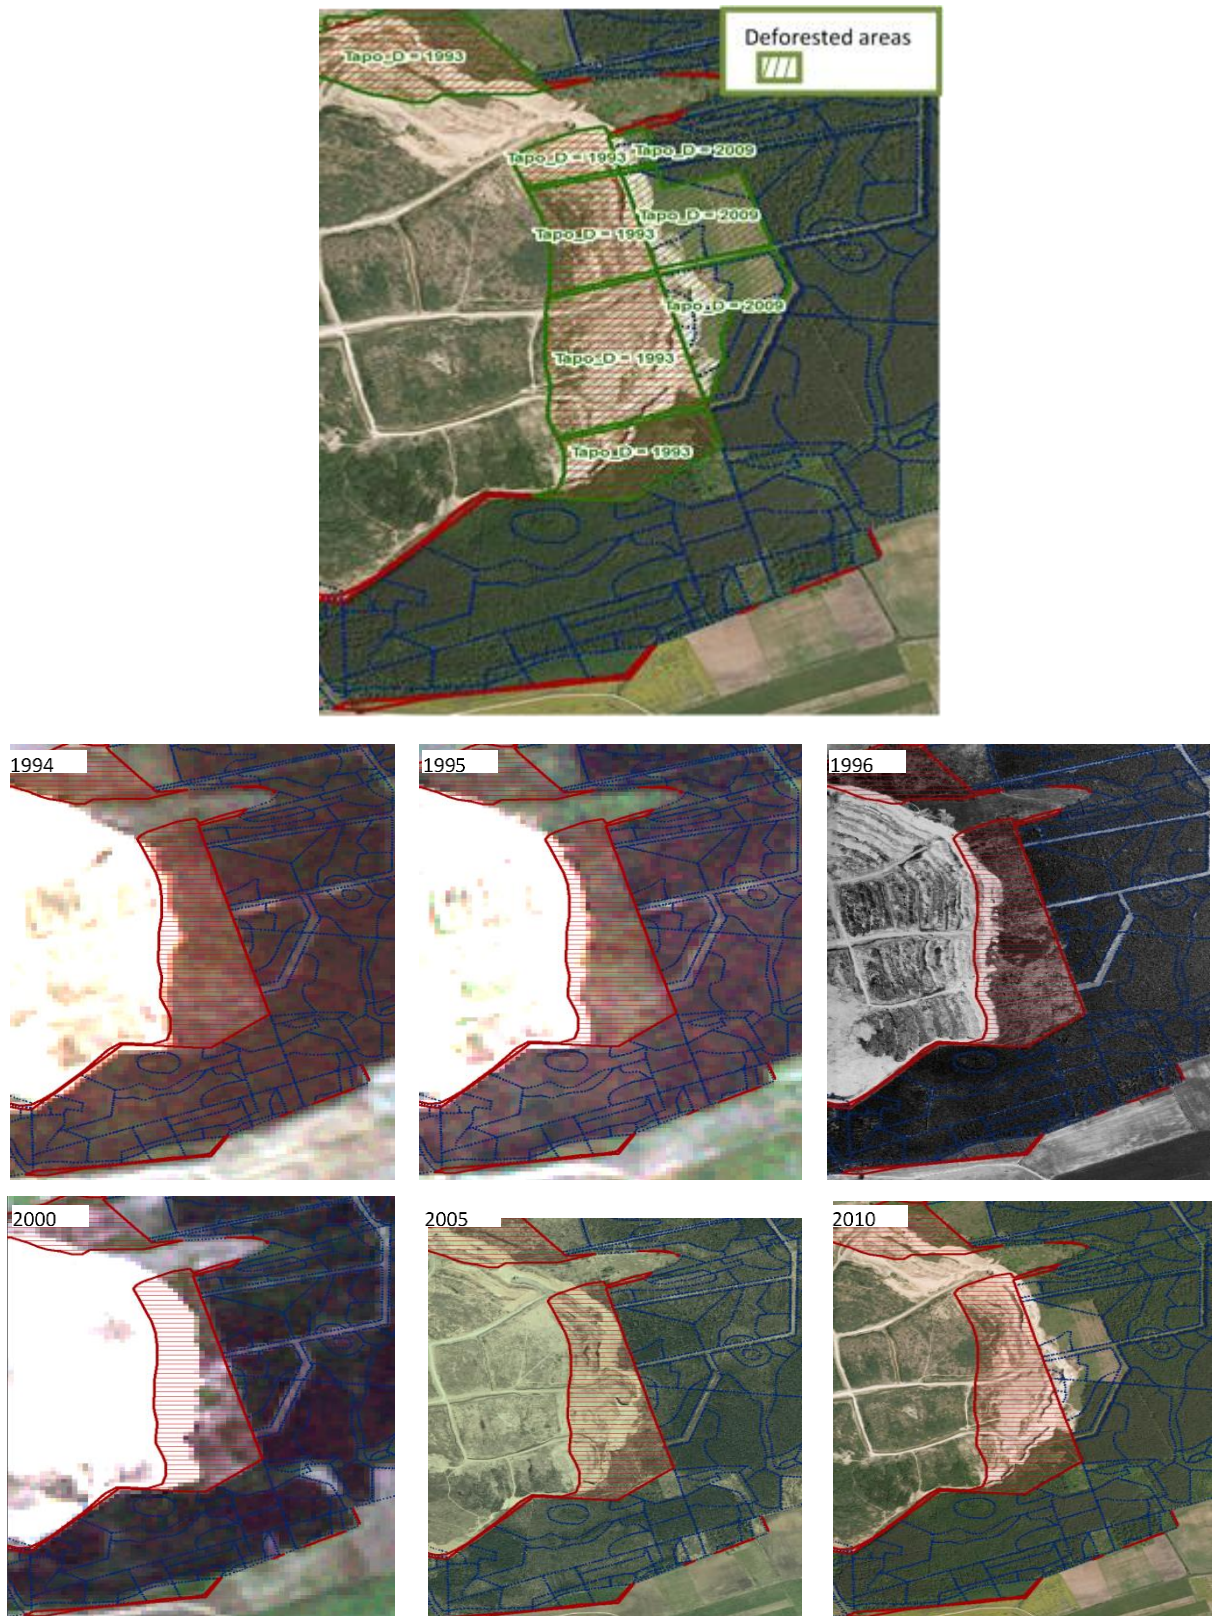 Deforested areas
Tapo_D = 1993
Tapo_D = 1993
Tapo_D = 2009
Tapo_D = 2009
Tapo_D = 1993
Tapo_D = 2009
Tapo_D = 1993
Tapo_D = 1993
1994
1995
1996
2000
2005
2010